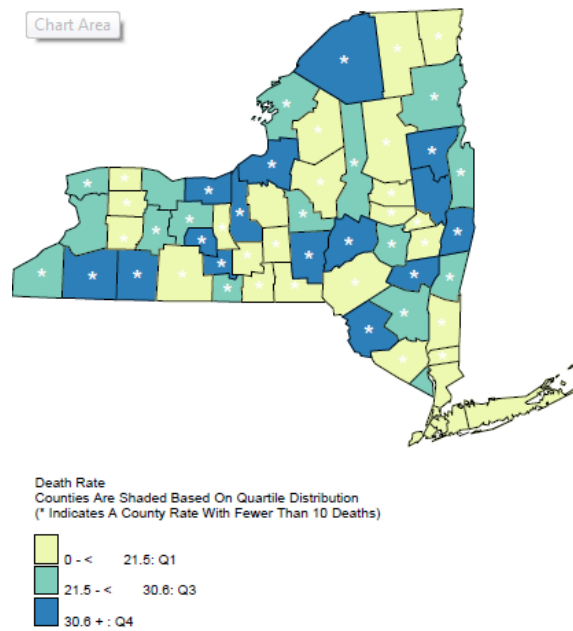 Chart Area
Death Rate
Counties Are Shaded Based On Quartile Distribution
(* Indicates A County Rate With Fewer Than 10 Deaths)
0 - < 21.5: Q1
21.5 - < 30.6: Q3
30.6 + : Q4